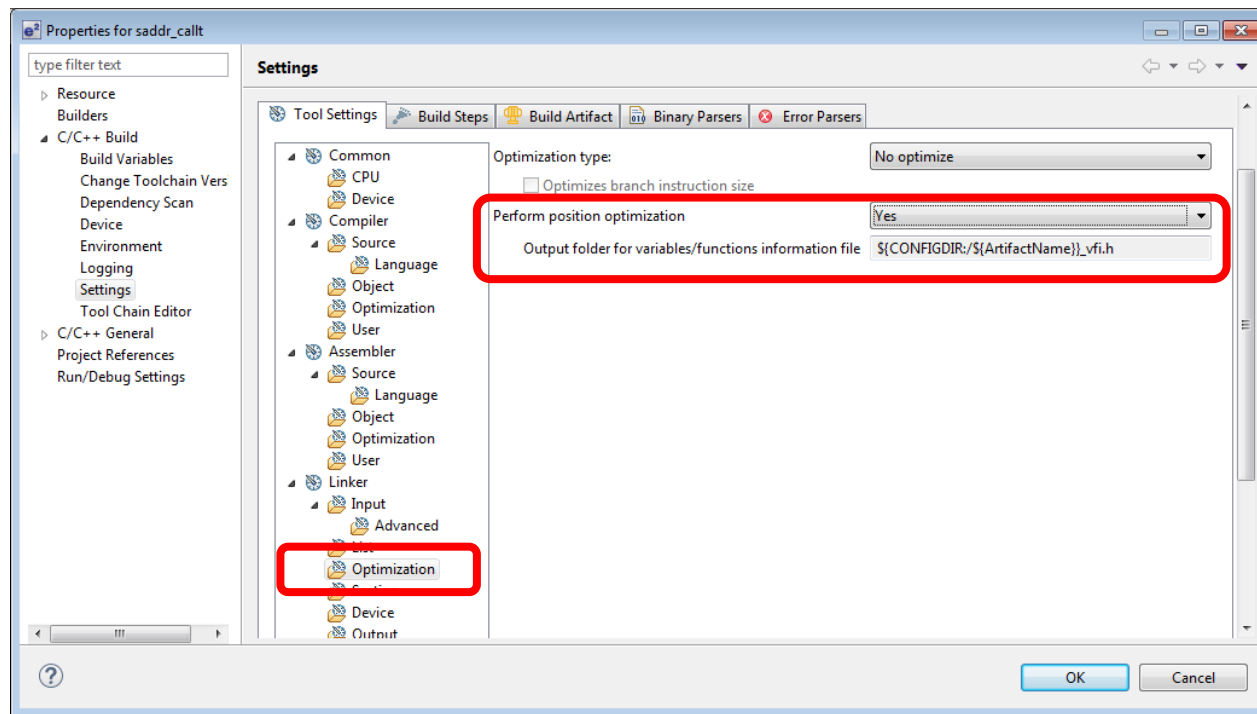 e² Properties for saddr_callt
type filter text
Settings
Resource
Builders
C/C++ Build
Build Variables
Change Toolchain Vers
Dependency Scan
Device
Environment
Logging
Settings
Tool Chain Editor
C/C++ General
Project References
Run/Debug Settings
Tool Settings Build Steps Build Artifact Binary Parsers Error Parsers
Common
CPU
Device
Compiler
Source
Language
Object
Optimization
User
Assembler
Source
Language
Object
Optimization
User
Linker
Input
Advanced
List
Optimization
Device
Output
Optimization type: No optimize
Optimizes branch instruction size
Perform position optimization Yes
Output folder for variables/functions information file ${CONFIGDIR:/${ArtifactName}}_vfi.h
OK Cancel